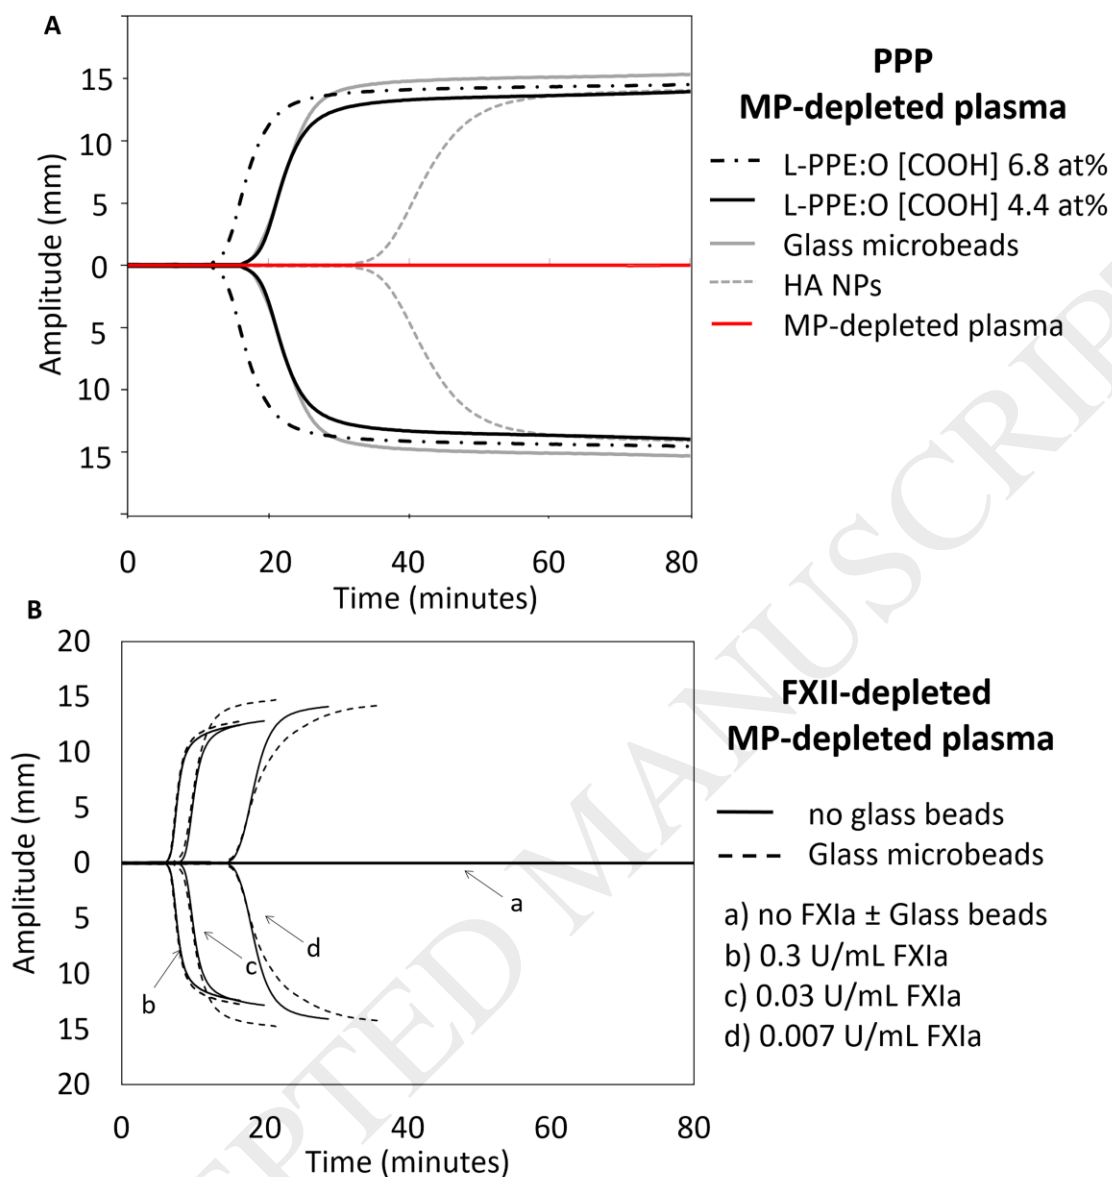 A
15
10
5
0
5
10
15
Amplitude (mm)
0
20
40
60
80
Time (minutes)
PPP
MP-depleted plasma
L-PPE:O [COOH] 6.8 at%
L-PPE:O [COOH] 4.4 at%
Glass microbeads
HA NPs
MP-depleted plasma
B
20
15
10
5
0
5
10
15
20
Amplitude (mm)
a
b
c
d
0
20
40
60
80
Time (minutes)
FXII-depleted
MP-depleted plasma
no glass beads
Glass microbeads
a) no FXIa ± Glass beads
b) 0.3 U/mL FXIa
c) 0.03 U/mL FXIa
d) 0.007 U/mL FXIa
PTED MANUSCRIPT